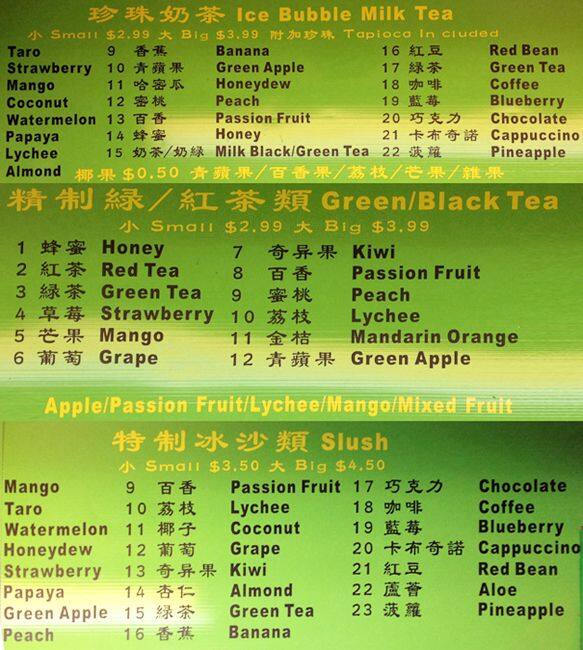 珍珠奶茶 Ice Bubble Milk Tea
小 Small $2.99 大 Big $3.99 附加珍珠 Tapioca In cluded
Taro 9 香蕉 Banana 16 紅豆 Red Bean
Strawberry 10 青蘋果 Green Apple 17 綠茶 Green Tea
Mango 11 哈密瓜 Honeydew 18 咖啡 Coffee
Coconut 12 蜜桃 Peach 19 藍莓 Blueberry
Watermelon 13 百香 Passion Fruit 20 巧克力 Chocolate
Papaya 14 蜂蜜 Honey 21 卡布奇諾 Cappuccino
Lychee 15 奶茶/奶綠 Milk Black/Green Tea 22 菠蘿 Pineapple
Almond 椰果 $0.50 青蘋果/百香果/荔枝/芒果/雜果
精制綠/紅茶類 Green/Black Tea
小 Small $2.99 大 Big $3.99
1 蜂蜜 Honey 7 奇异果 Kiwi
2 紅茶 Red Tea 8 百香 Passion Fruit
3 綠茶 Green Tea 9 蜜桃 Peach
4 草莓 Strawberry 10 荔枝 Lychee
5 芒果 Mango 11 金桔 Mandarin Orange
6 葡萄 Grape 12 青蘋果 Green Apple
Apple/Passion Fruit/Lychee/Mango/Mixed Fruit
特制冰沙類 Slush
小 Small $3.50 大 Big $4.50
Mango 9 百香 Passion Fruit 17 巧克力 Chocolate
Taro 10 荔枝 Lychee 18 咖啡 Coffee
Watermelon 11 椰子 Coconut 19 藍莓 Blueberry
Honeydew 12 葡萄 Grape 20 卡布奇諾 Cappuccino
Strawberry 13 奇异果 Kiwi 21 紅豆 Red Bean
Papaya 14 杏仁 Almond 22 蘆薈 Aloe
Green Apple 15 綠茶 Green Tea 23 菠蘿 Pineapple
Peach 16 香蕉 Banana